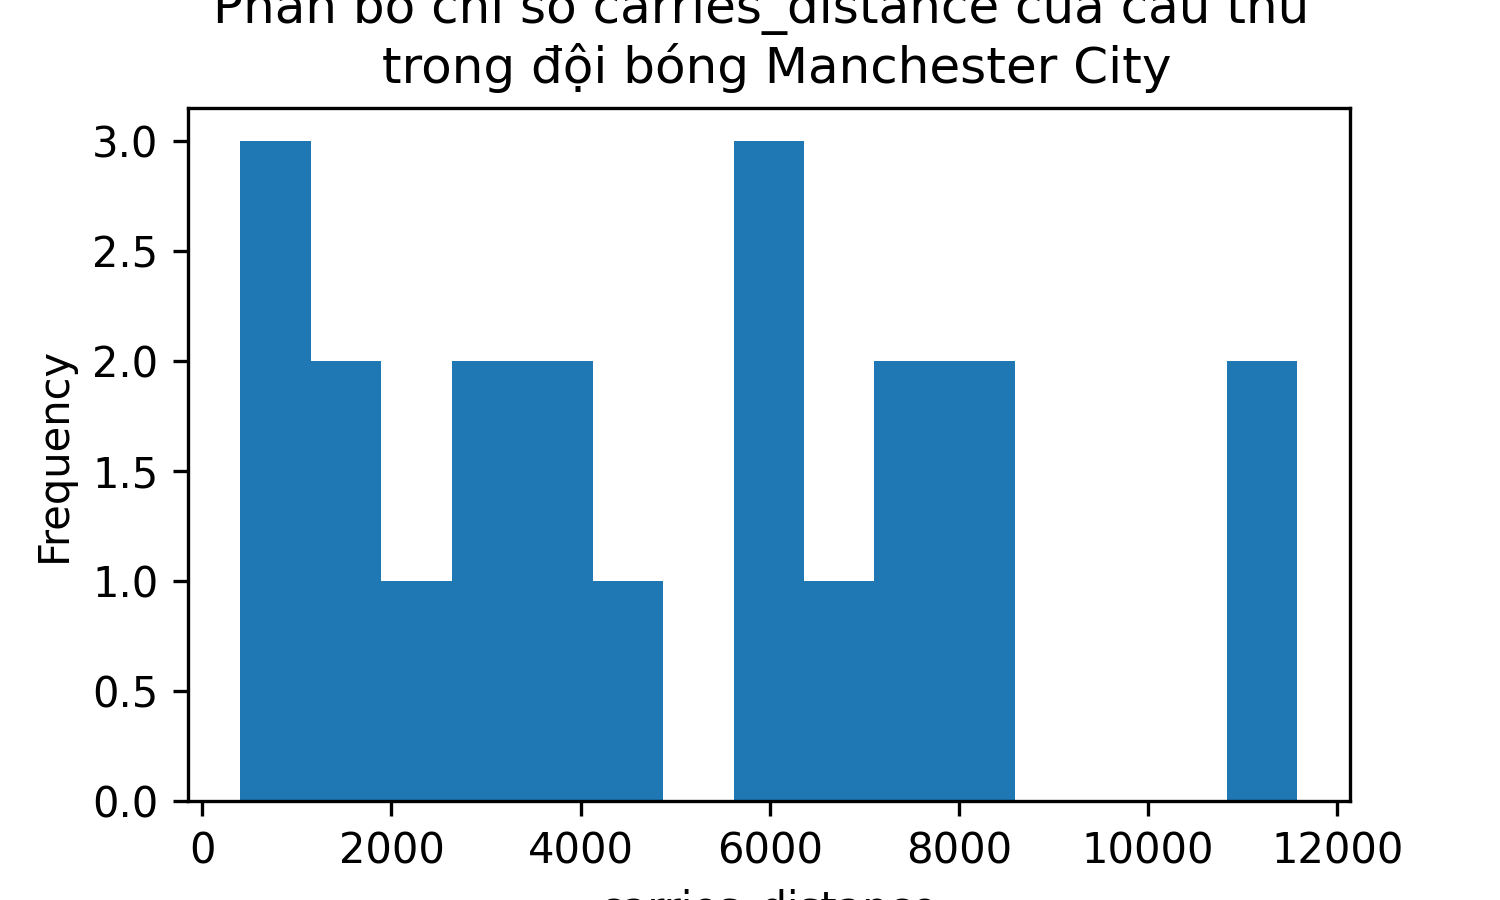 Phân bố chỉ số carries_distance của cầu thủ
trong đội bóng Manchester City
3.0
2.5
2.0
1.5
1.0
0.5
0.0
Frequency
0 2000 4000 6000 8000 10000 12000
carries_distance